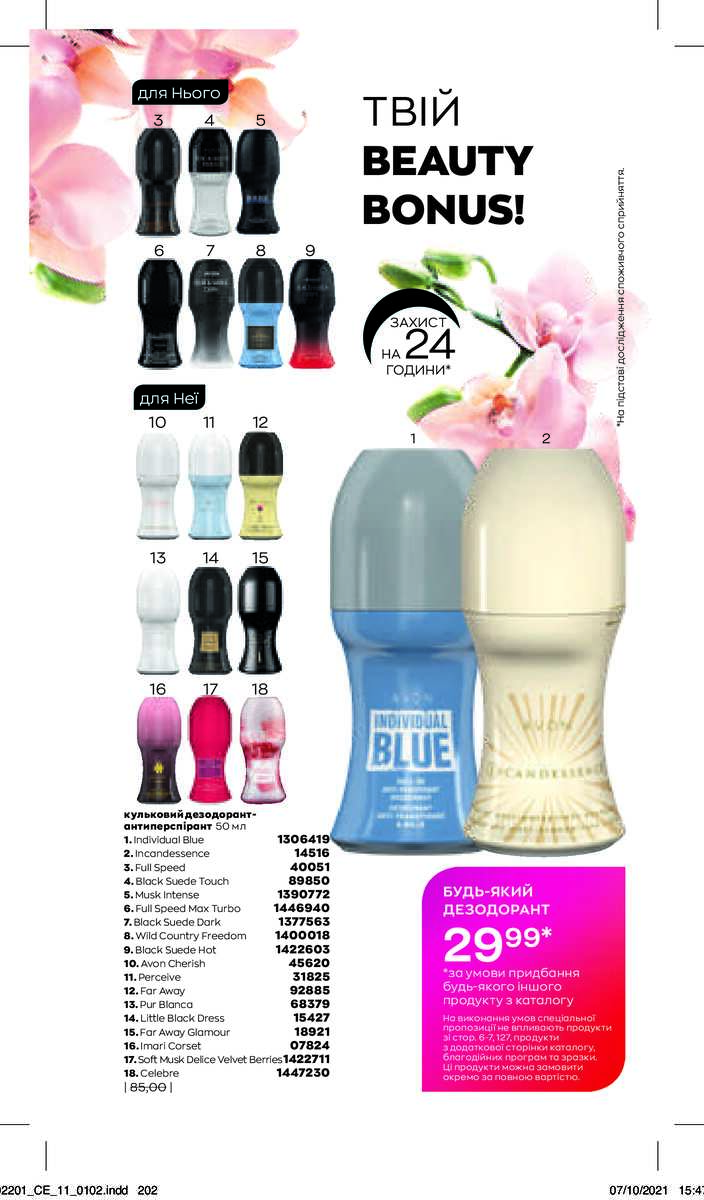 для Нього
3 4 5
6 7 8 9
для Неї
10 11 12
13 14 15
16 17 18
ТВІЙ
BEAUTY
BONUS!
ЗАХИСТ
НА 24
ГОДИНИ*
*На підставі дослідження споживчого сприйняття.
1 2
AVON
INDIVIDUAL
BLUE
AVON
INCANDESSENCE
кульковий дезодорант-
антиперспірант 50 мл
1. Individual Blue 1306419
2. Incandessence 14516
3. Full Speed 40051
4. Black Suede Touch 89850
5. Musk Intense 1390772
6. Full Speed Max Turbo 1446940
7. Black Suede Dark 1377563
8. Wild Country Freedom 1400018
9. Black Suede Hot 1422603
10. Avon Cherish 45620
11. Perceive 31825
12. Far Away 92885
13. Pur Blanca 68379
14. Little Black Dress 15427
15. Far Away Glamour 18921
16. Imari Corset 07824
17. Soft Musk Delice Velvet Berries 1422711
18. Celebre 1447230
| 85,00 |
БУДЬ-ЯКИЙ
ДЕЗОДОРАНТ
29⁹⁹*
*за умови придбання
будь-якого іншого
продукту з каталогу
На виконання умов спеціальної
пропозиції не впливають продукти
зі стор. 6-7, 127, продукти
з додаткової сторінки каталогу,
благодійних програм та зразки.
Ці продукти можна замовити
окремо за повною вартістю.
02201_CE_11_0102.indd 202
07/10/2021 15:47